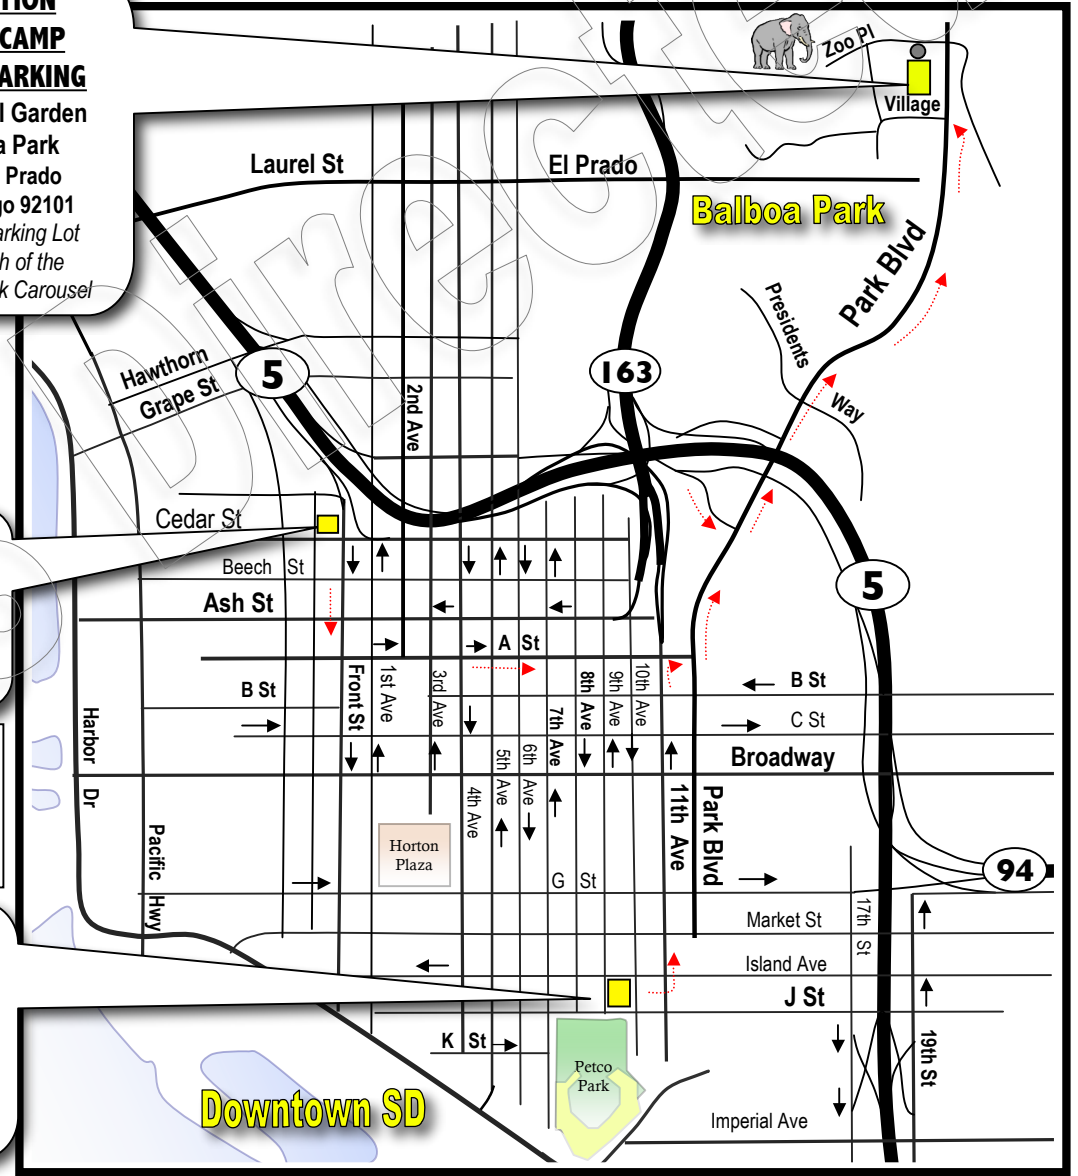 CAMP
Zoo Pl
Village
Laurel St
El Prado
Balboa Park
l Garden
a Park
Prado
go 92101
arking Lot
h of the
k Carousel
Park Blvd
Presidents
Way
Hawthorn
Grape St
5
163
2nd Ave
Cedar St
Beech St
Ash St
5
A St
B St
Front St
1st Ave
3rd Ave
8th Ave
9th Ave
10th Ave
B St
C St
Harbor Dr
7th Ave
5th Ave
6th Ave
4th Ave
Broadway
11th Ave
Park Blvd
Pacific Hwy
Horton
Plaza
G St
94
Market St
17th St
Island Ave
J St
K St
19th St
Petco
Park
Imperial Ave
Downtown SD
Direct